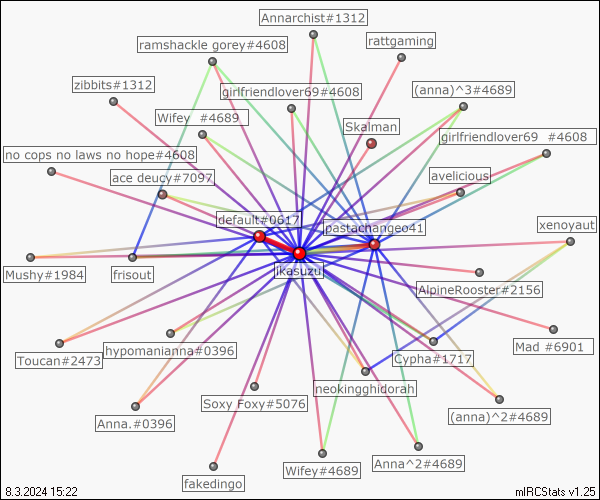 Annarchist#1312
ramshackle gorey#4608
rattgaming
zibbits#1312
girlfriendlover69#4608
(anna)^3#4689
Wifey  #4689
Skalman
girlfriendlover69  #4608
no cops no laws no hope#4608
ace deucy#7097
avelicious
default#0617
pastachangeo41
xenoyaut
jkasuzu
Mushy#1984
frisout
AlpineRooster#2156
Toucan#2473
hypomanianna#0396
Cypha#1717
Mad #6901
neokingghidorah
Soxy Foxy#5076
Anna.#0396
(anna)^2#4689
Wifey#4689
Anna^2#4689
fakedingo
8.3.2024 15:22
mIRCStats v1.25